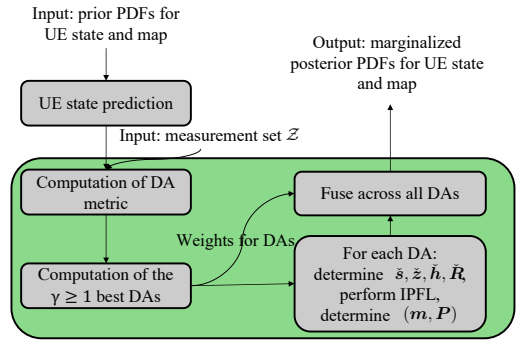 Input: prior PDFs for
UE state and map
UE state prediction
Input: measurement set 𝒵
Computation of DA
metric
Computation of the
γ ≥ 1 best DAs
Weights for DAs
For each DA:
determine š, ž, ȟ, Ř,
perform IPFL,
determine (m, P)
Fuse across all DAs
Output: marginalized
posterior PDFs for UE state
and map